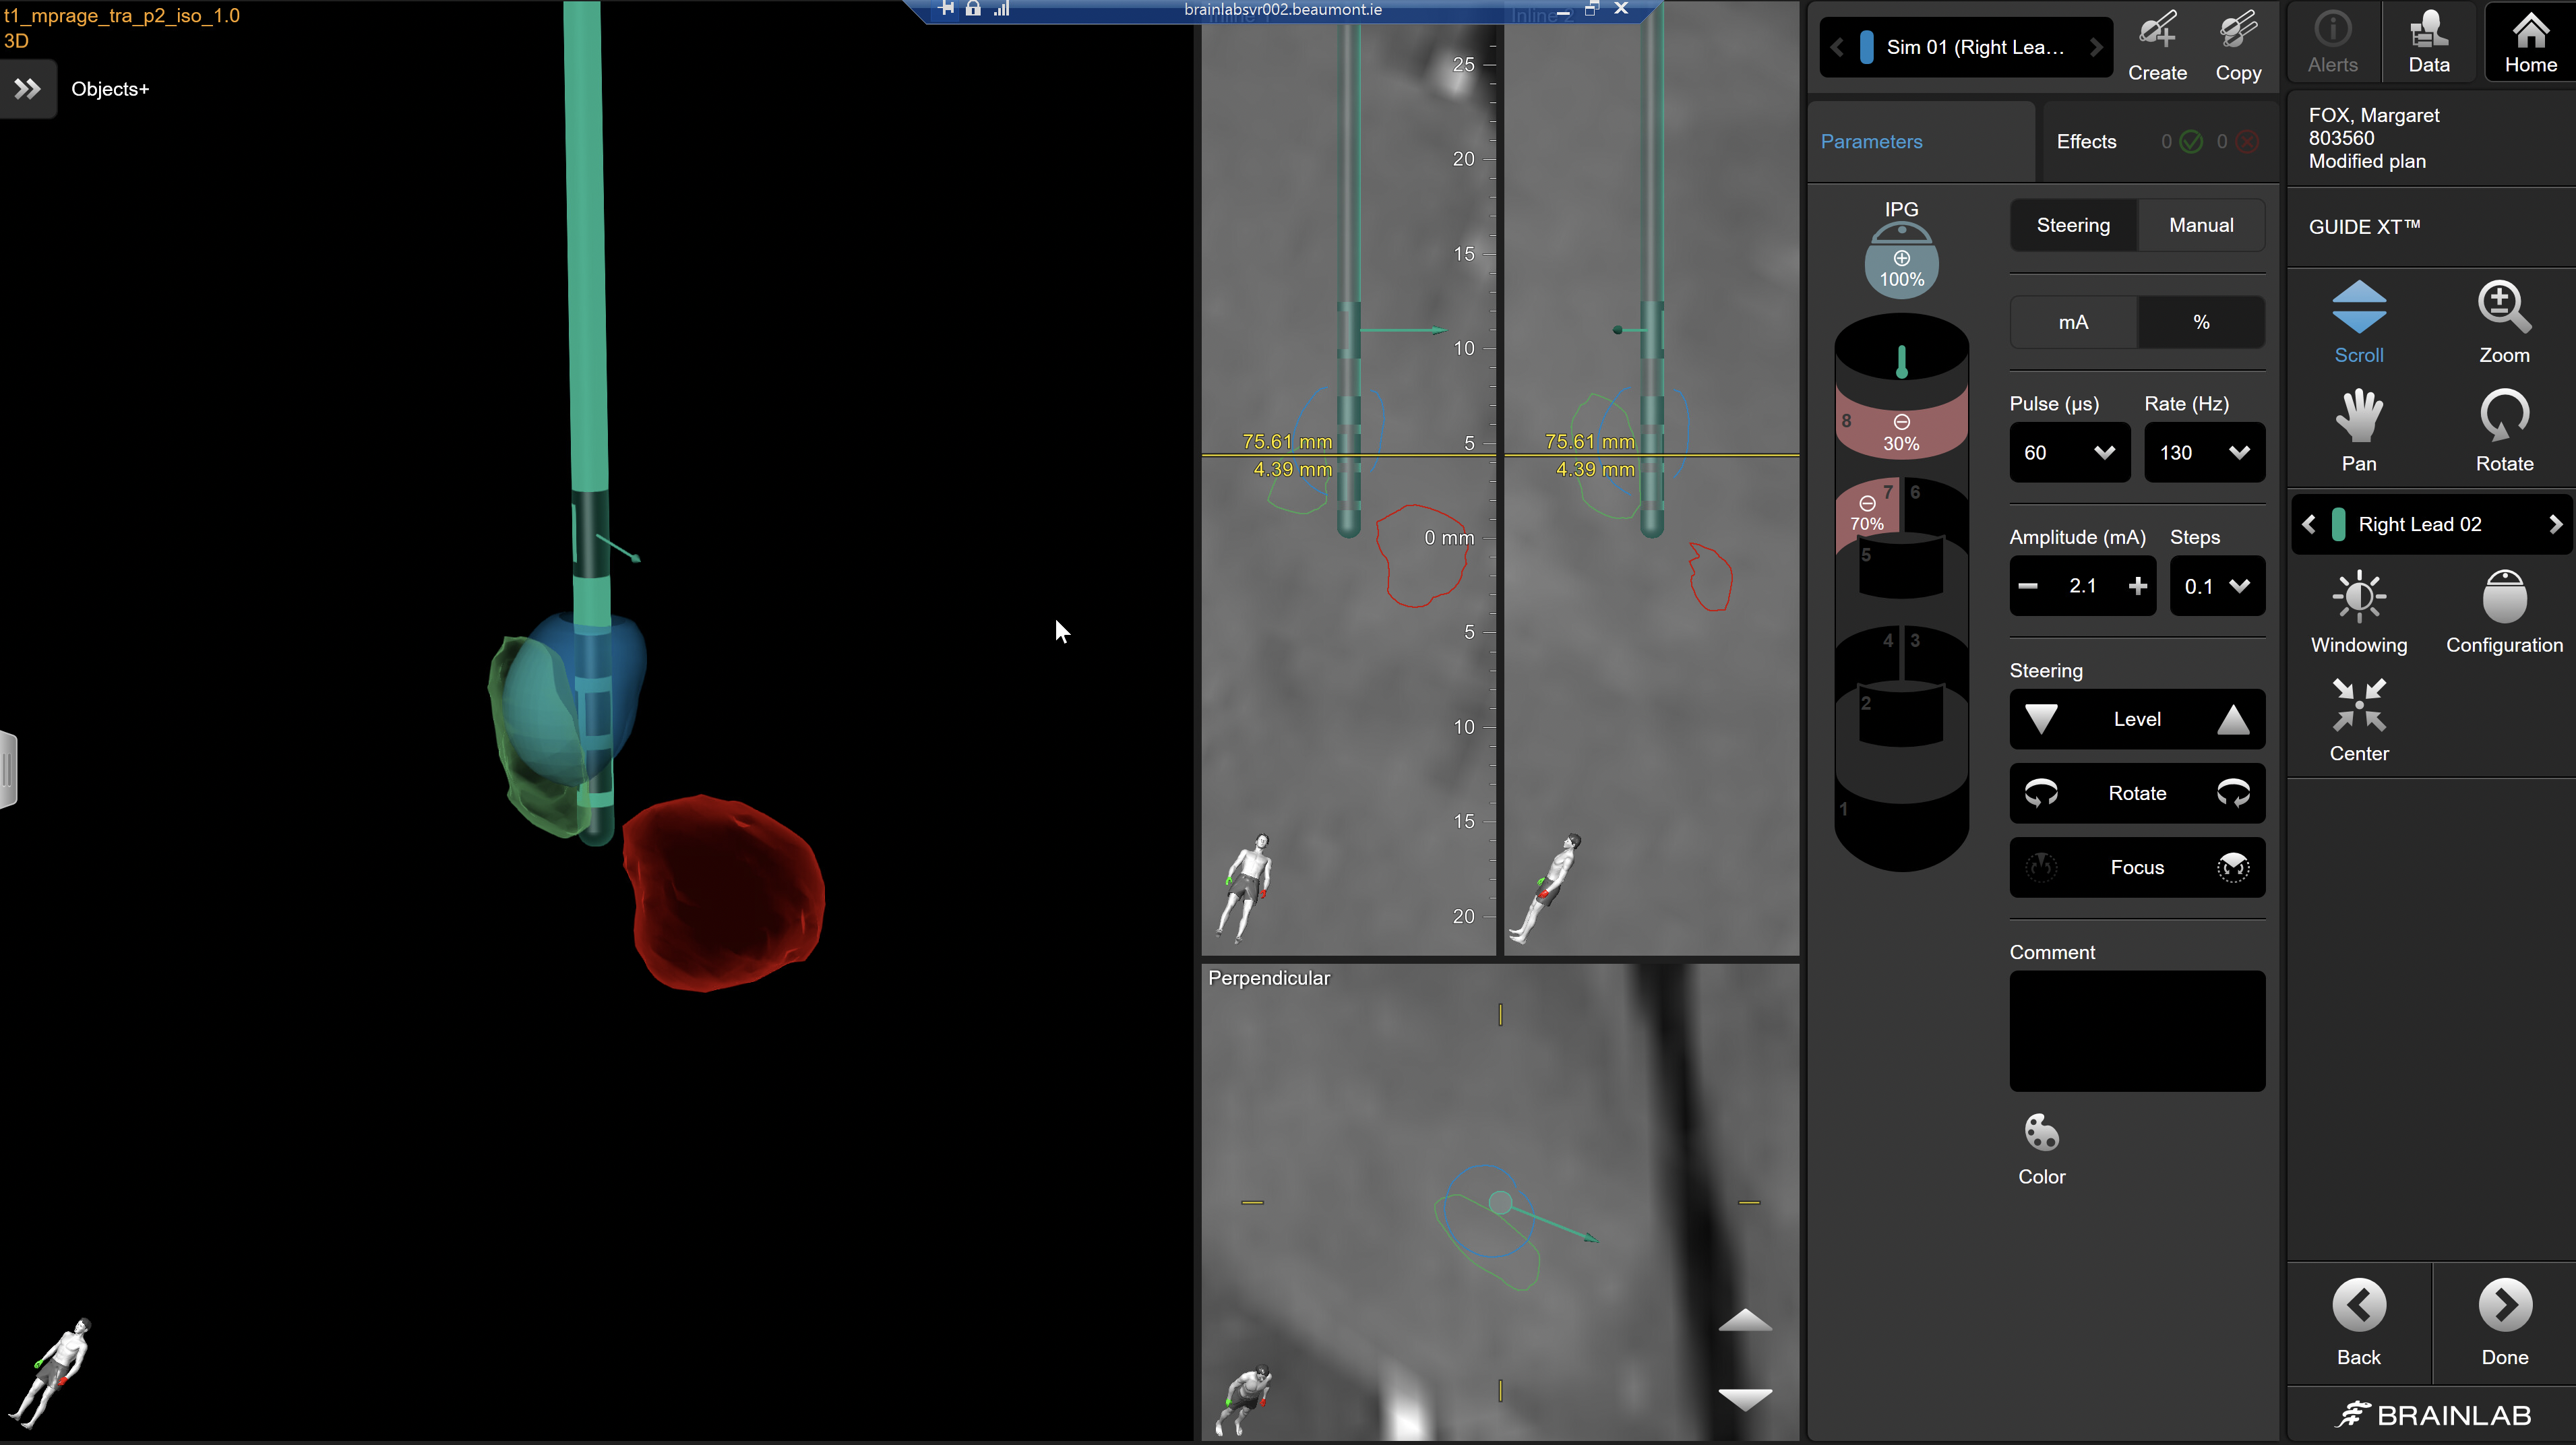 t1_mprage_tra_p2_iso_1.0
3D
Objects+
brainlabsvr002.beaumont.ie
Inline 1
Inline 2
25
20
15
10
5
75.61 mm
4.39 mm
75.61 mm
4.39 mm
0 mm
5
10
15
20
Perpendicular
Sim 01 (Right Lea...
Create
Copy
Parameters
Effects
0
0
IPG
100%
8
30%
7
6
70%
5
4
3
2
1
Steering
Manual
mA
%
Pulse (µs)
Rate (Hz)
60
130
Amplitude (mA)
Steps
2.1
0.1
Steering
Level
Rotate
Focus
Comment
Color
Alerts
Data
Home
FOX, Margaret
803560
Modified plan
GUIDE XT™
Scroll
Zoom
Pan
Rotate
Right Lead 02
Windowing
Configuration
Center
Back
Done
BRAINLAB